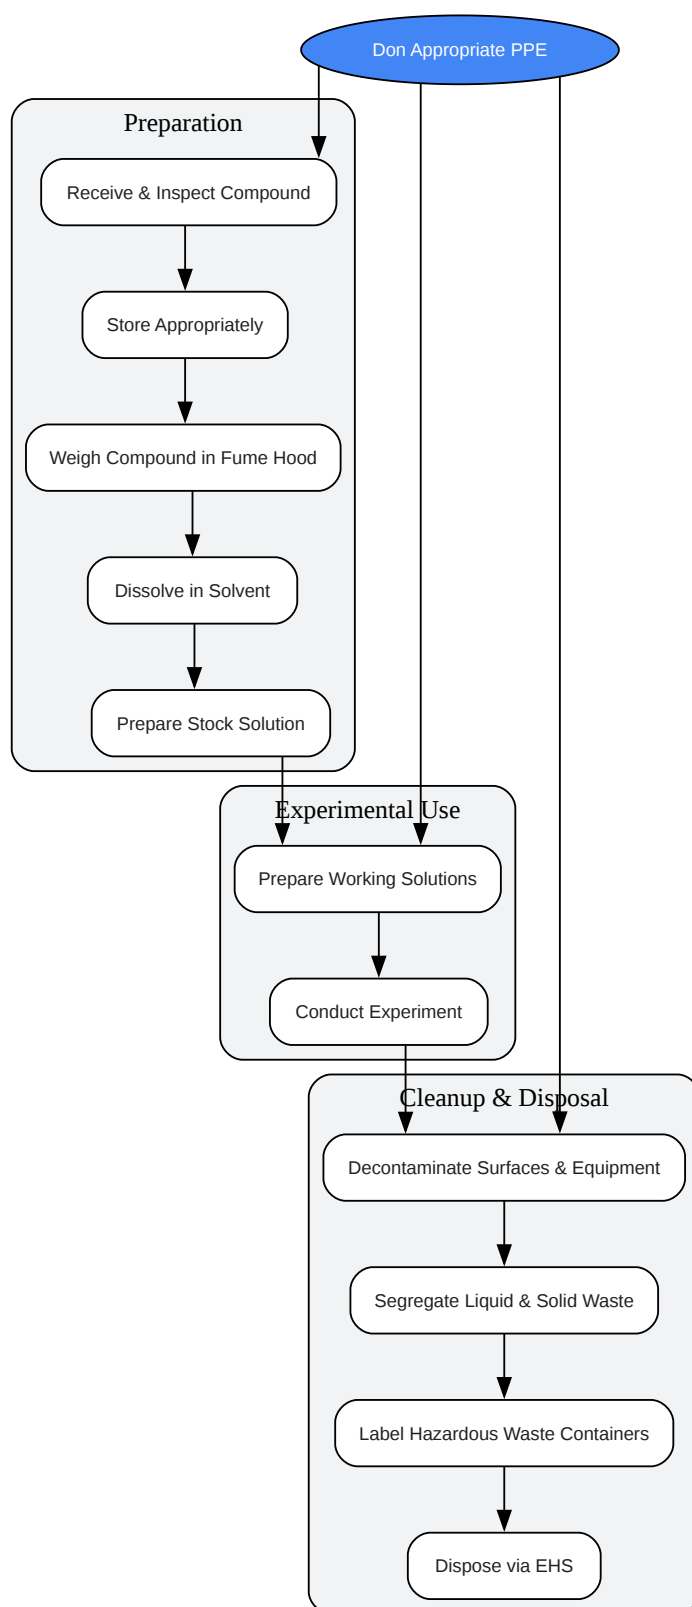 Don Appropriate PPE
Preparation
Receive & Inspect Compound
Store Appropriately
Weigh Compound in Fume Hood
Dissolve in Solvent
Prepare Stock Solution
Experimental Use
Prepare Working Solutions
Conduct Experiment
Cleanup & Disposal
Decontaminate Surfaces & Equipment
Segregate Liquid & Solid Waste
Label Hazardous Waste Containers
Dispose via EHS